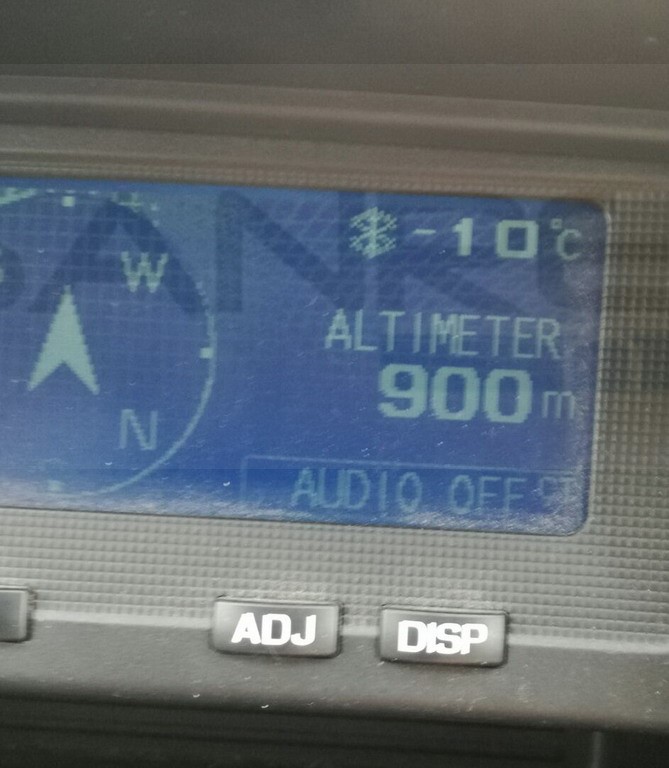 W
-10°C
ALTIMETER
900m
N
AUDIO OFF
ADJ
DISP